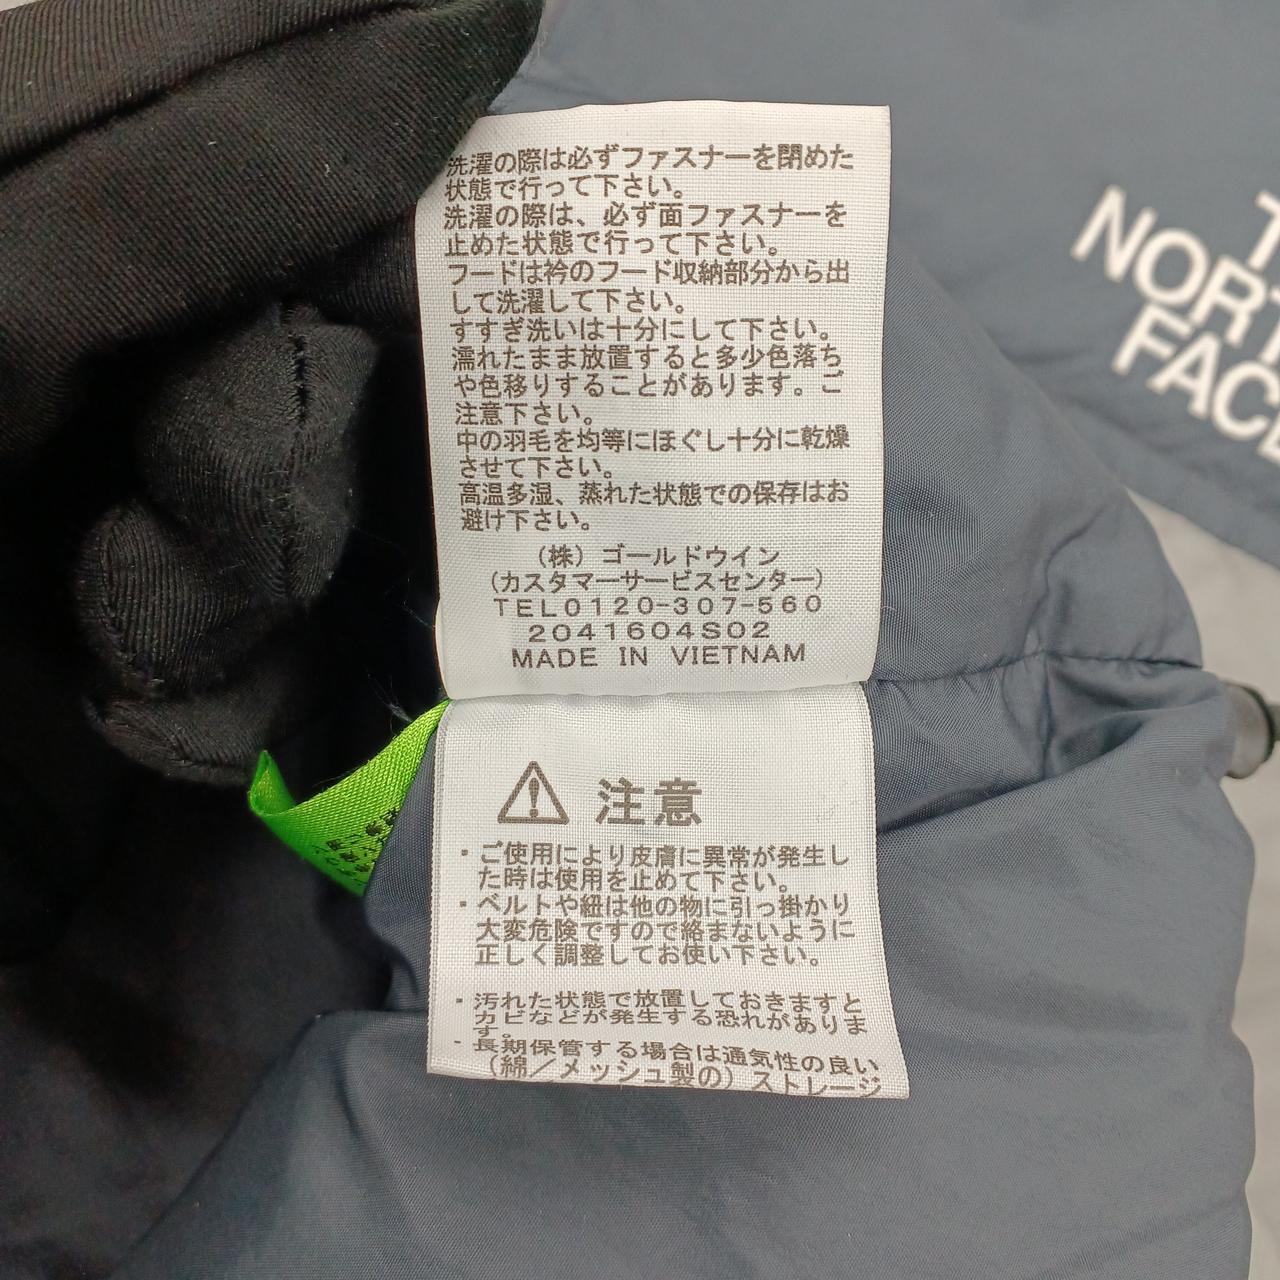 洗濯の際は必ずファスナーを閉めた
状態で行って下さい。
洗濯の際は、必ず面ファスナーを
止めた状態で行って下さい。
フードは衿のフード収納部分から出
して洗濯して下さい。
すすぎ洗いは十分にして下さい。
濡れたまま放置すると多少色落ち
や色移りすることがあります。ご
注意下さい。
中の羽毛を均等にほぐし十分に乾燥
させて下さい。
高温多湿、蒸れた状態での保存はお
避け下さい。
(株)ゴールドウイン
(カスタマーサービスセンター)
TEL0120-307-560
2041604S02
MADE IN VIETNAM
⚠ 注意
・ご使用により皮膚に異常が発生し
た時は使用を止めて下さい。
・ベルトや紐は他の物に引っ掛かり
大変危険ですので絡まないように
正しく調整してお使い下さい。
・汚れた状態で放置しておきますと
カビなどが発生する恐れがありま
す。
・長期保管する場合は通気性の良い
(綿/メッシュ製の)ストレージ
NORT
FACE